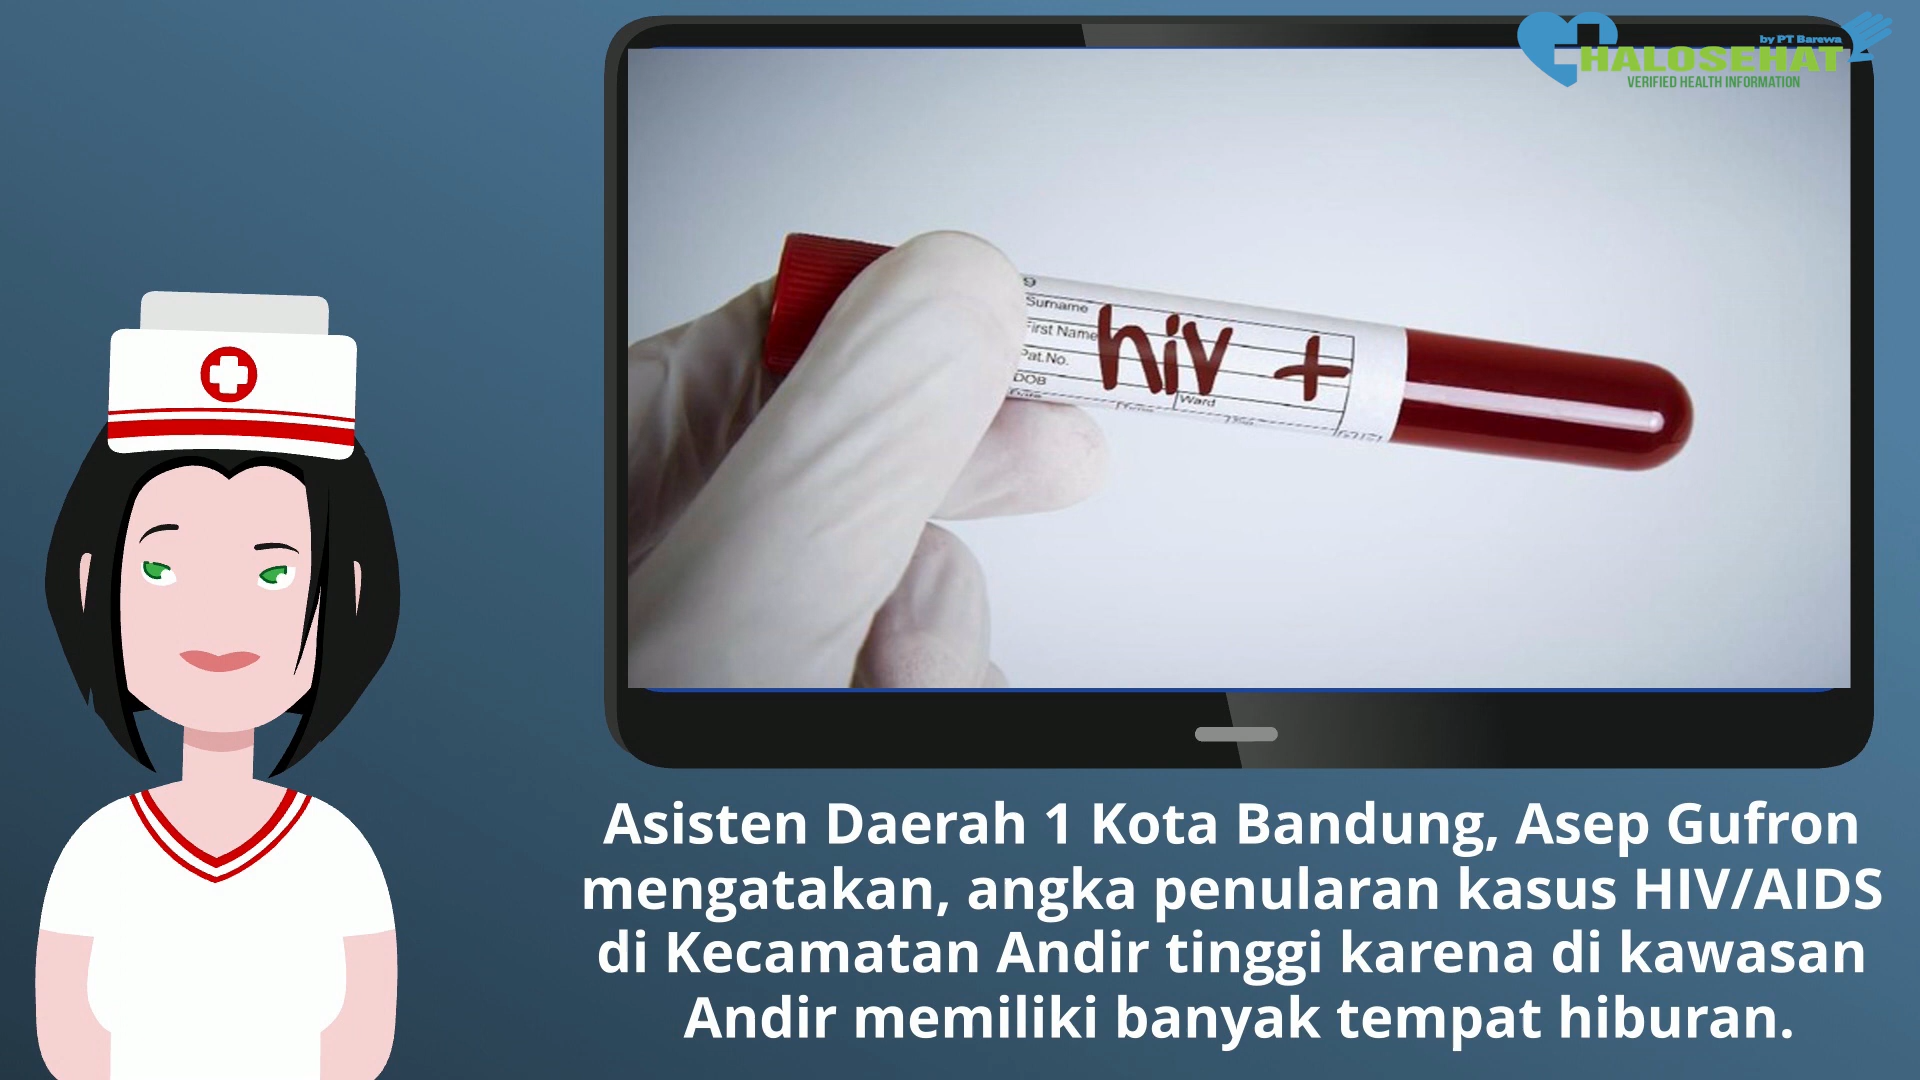 by PT Barewa
HALOSEHAT
VERIFIED HEALTH INFORMATION
Surname
First Name
Pat.No.
DOB
Ward
hiv +
Asisten Daerah 1 Kota Bandung, Asep Gufron
mengatakan, angka penularan kasus HIV/AIDS
di Kecamatan Andir tinggi karena di kawasan
Andir memiliki banyak tempat hiburan.